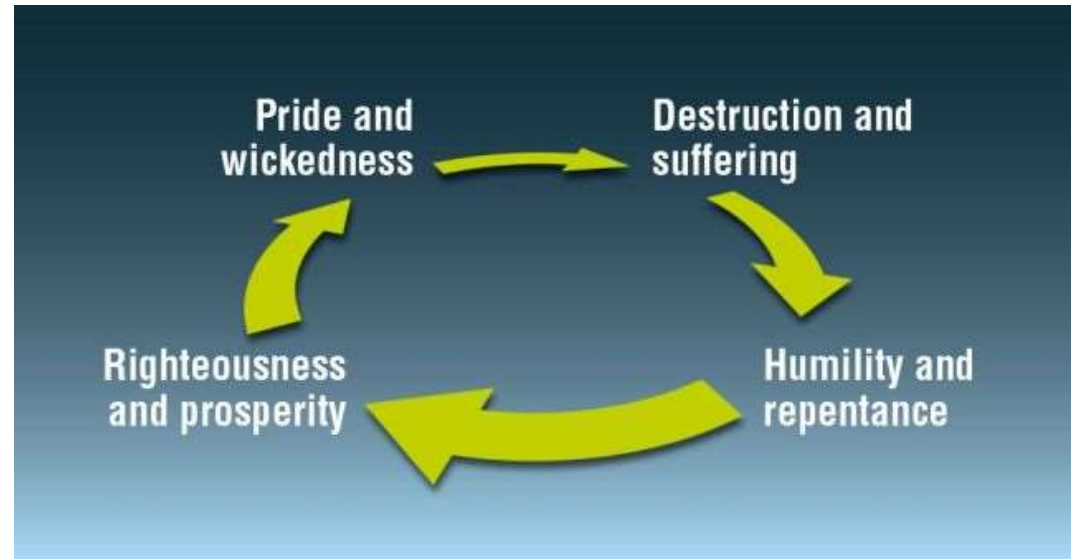 Pride and
wickedness
Destruction and
suffering
Humility and
repentance
Righteousness
and prosperity